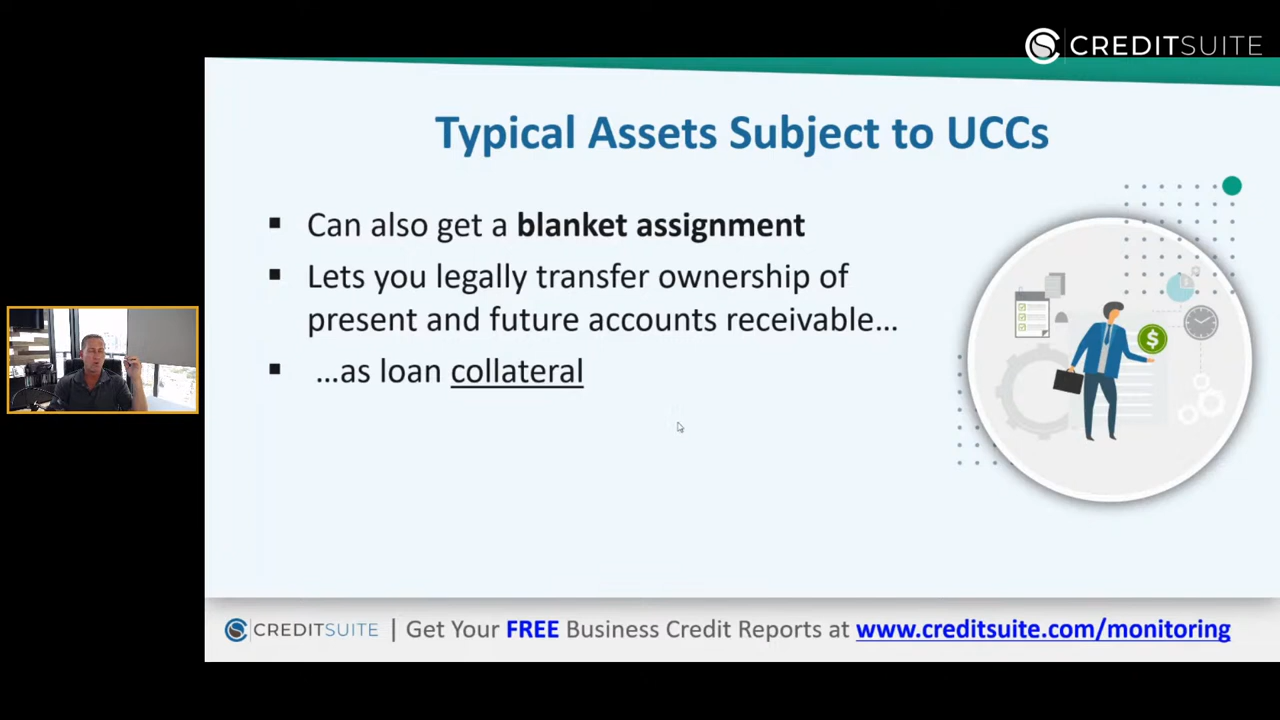 CREDITSUITE
Typical Assets Subject to UCCs
▪ Can also get a blanket assignment
▪ Lets you legally transfer ownership of
present and future accounts receivable…
▪ …as loan collateral
$
CREDITSUITE | Get Your FREE Business Credit Reports at www.creditsuite.com/monitoring